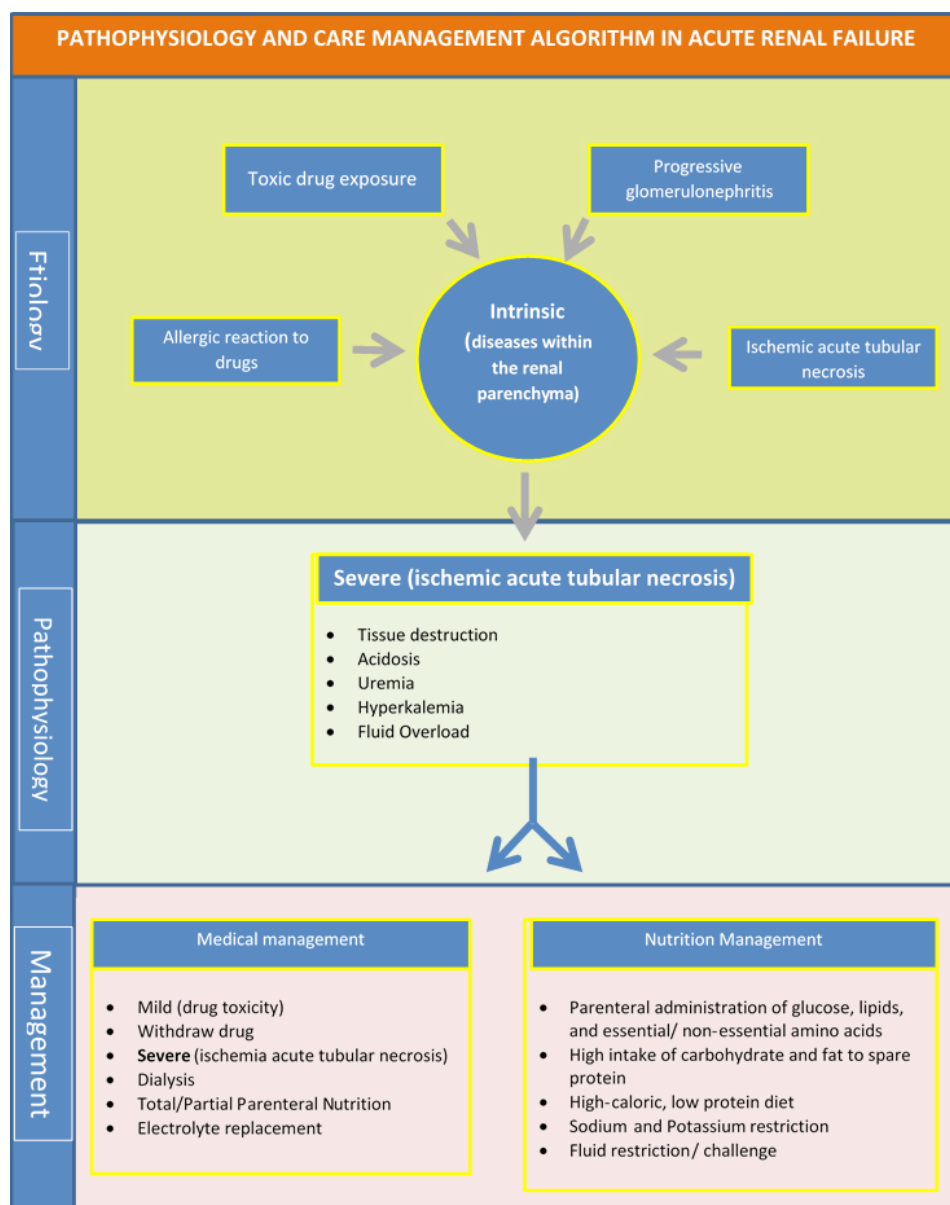 PATHOPHYSIOLOGY AND CARE MANAGEMENT ALGORITHM IN ACUTE RENAL FAILURE
Etiology
Toxic drug exposure
Progressive
glomerulonephritis
Allergic reaction to
drugs
Intrinsic
(diseases within
the renal
parenchyma)
Ischemic acute tubular
necrosis
Pathophysiology
Severe (ischemic acute tubular necrosis)
• Tissue destruction
• Acidosis
• Uremia
• Hyperkalemia
• Fluid Overload
Management
Medical management
• Mild (drug toxicity)
• Withdraw drug
• Severe (ischemia acute tubular necrosis)
• Dialysis
• Total/Partial Parenteral Nutrition
• Electrolyte replacement
Nutrition Management
• Parenteral administration of glucose, lipids,
and essential/ non-essential amino acids
• High intake of carbohydrate and fat to spare
protein
• High-caloric, low protein diet
• Sodium and Potassium restriction
• Fluid restriction/ challenge